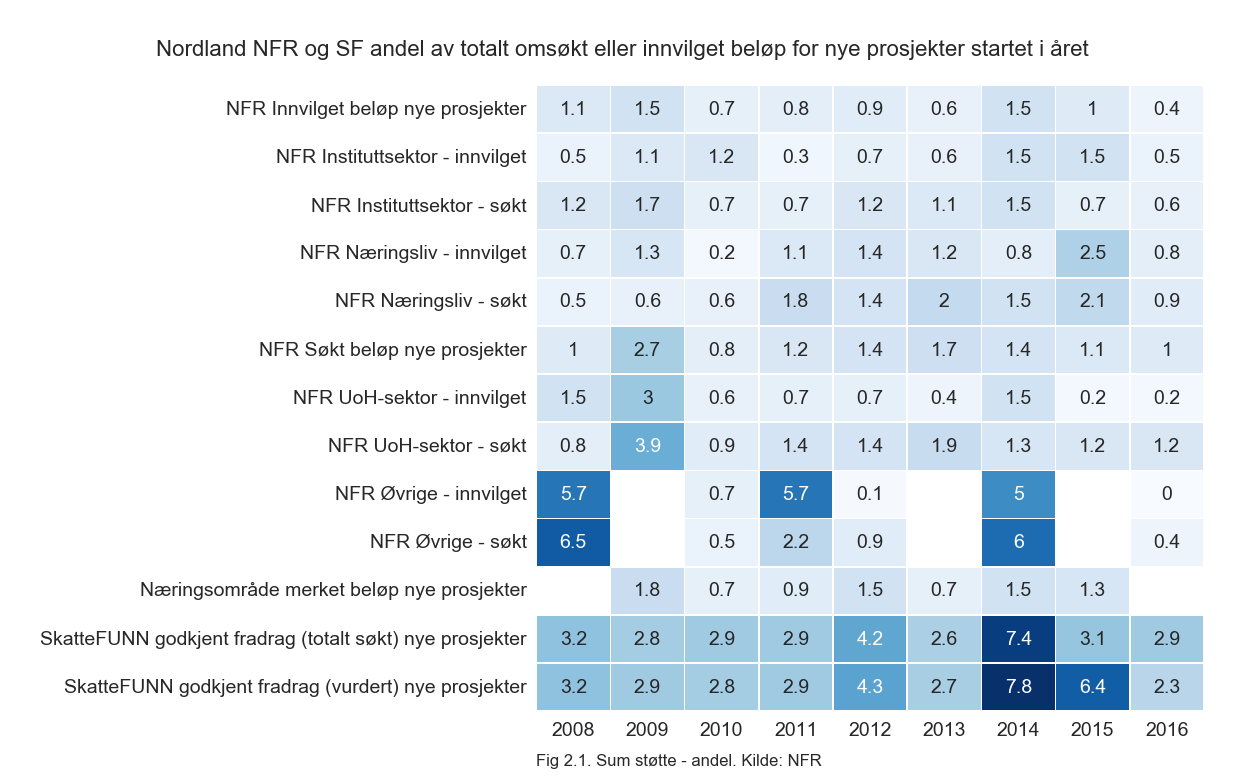 Nordland NFR og SF andel av totalt omsøkt eller innvilget beløp for nye prosjekter startet i året
NFR Innvilget beløp nye prosjekter 1.1 1.5 0.7 0.8 0.9 0.6 1.5 1 0.4
NFR Instituttsektor - innvilget 0.5 1.1 1.2 0.3 0.7 0.6 1.5 1.5 0.5
NFR Instituttsektor - søkt 1.2 1.7 0.7 0.7 1.2 1.1 1.5 0.7 0.6
NFR Næringsliv - innvilget 0.7 1.3 0.2 1.1 1.4 1.2 0.8 2.5 0.8
NFR Næringsliv - søkt 0.5 0.6 0.6 1.8 1.4 2 1.5 2.1 0.9
NFR Søkt beløp nye prosjekter 1 2.7 0.8 1.2 1.4 1.7 1.4 1.1 1
NFR UoH-sektor - innvilget 1.5 3 0.6 0.7 0.7 0.4 1.5 0.2 0.2
NFR UoH-sektor - søkt 0.8 3.9 0.9 1.4 1.4 1.9 1.3 1.2 1.2
NFR Øvrige - innvilget 5.7 0.7 5.7 0.1 5 0
NFR Øvrige - søkt 6.5 0.5 2.2 0.9 6 0.4
Næringsområde merket beløp nye prosjekter 1.8 0.7 0.9 1.5 0.7 1.5 1.3
SkatteFUNN godkjent fradrag (totalt søkt) nye prosjekter 3.2 2.8 2.9 2.9 4.2 2.6 7.4 3.1 2.9
SkatteFUNN godkjent fradrag (vurdert) nye prosjekter 3.2 2.9 2.8 2.9 4.3 2.7 7.8 6.4 2.3
2008 2009 2010 2011 2012 2013 2014 2015 2016
Fig 2.1. Sum støtte - andel. Kilde: NFR